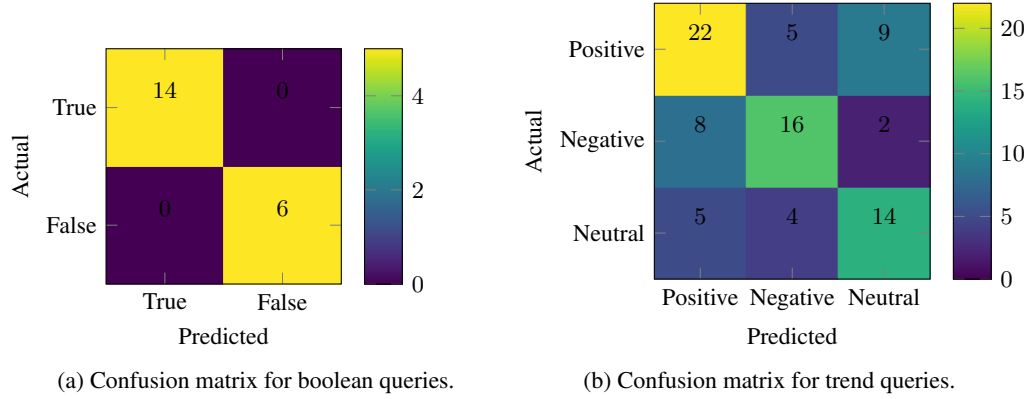 14 0
0 6
True
False
Actual
True False
Predicted
4
2
0
(a) Confusion matrix for boolean queries.
22 5 9
8 16 2
5 4 14
Positive
Negative
Neutral
Actual
Positive Negative Neutral
Predicted
20
15
10
5
0
(b) Confusion matrix for trend queries.